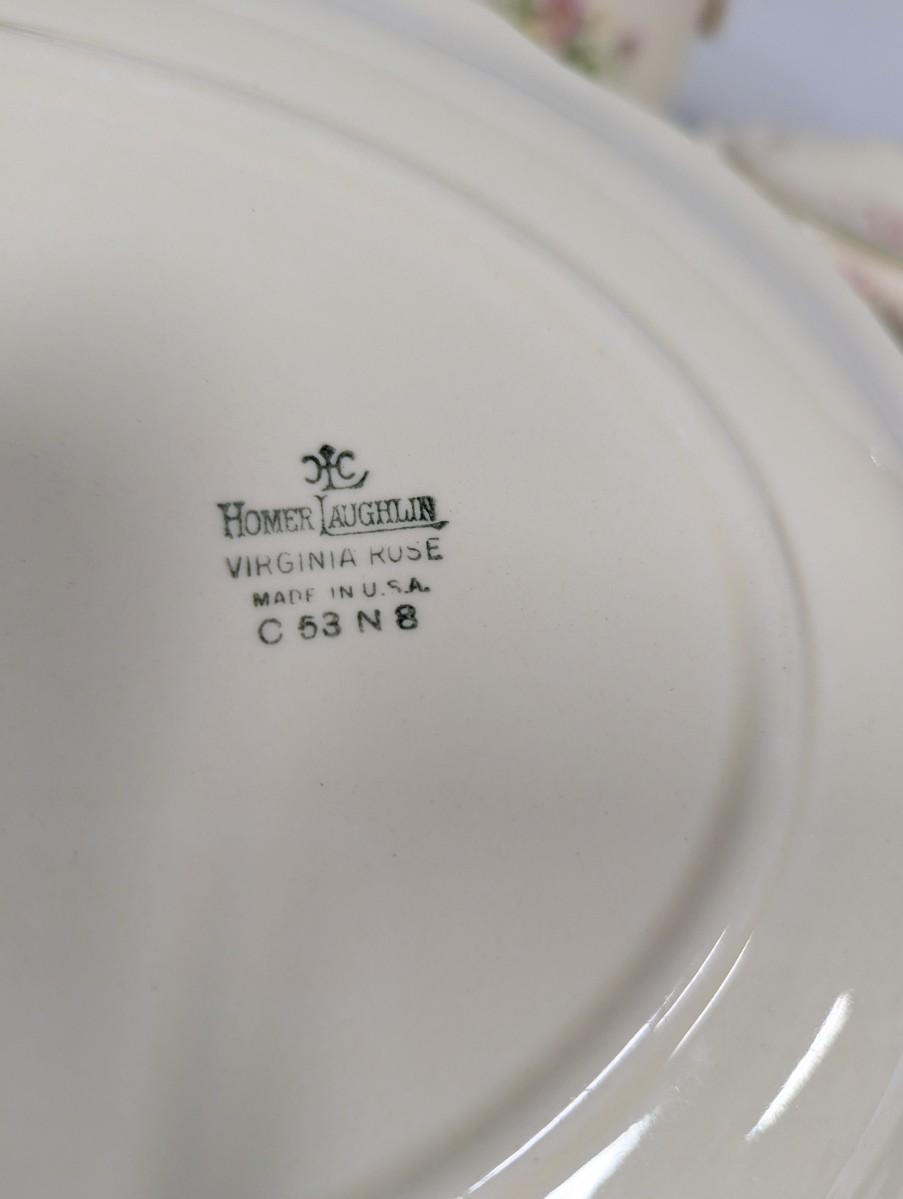 HLC
HOMER LAUGHLIN
VIRGINIA ROSE
MADE IN U.S.A.
C 53 N 8